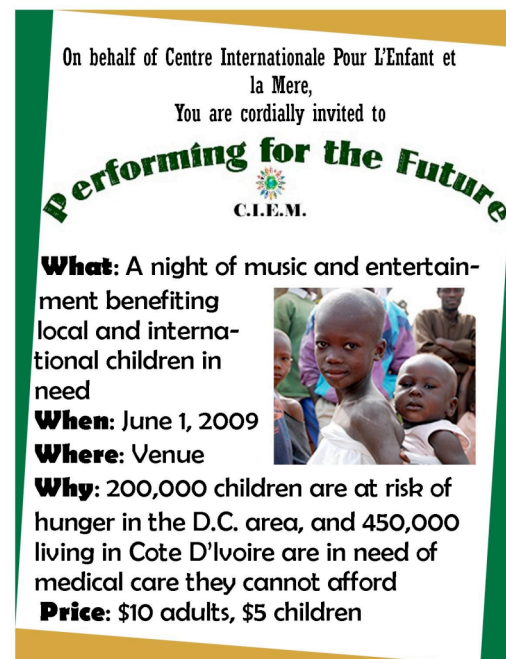 On behalf of Centre Internationale Pour L'Enfant et
la Mere,
You are cordially invited to
Performing for the Future
C.I.E.M.
What: A night of music and entertain-
ment benefiting
local and interna-
tional children in
need
When: June 1, 2009
Where: Venue
Why: 200,000 children are at risk of
hunger in the D.C. area, and 450,000
living in Cote D'Ivoire are in need of
medical care they cannot afford
Price: $10 adults, $5 children